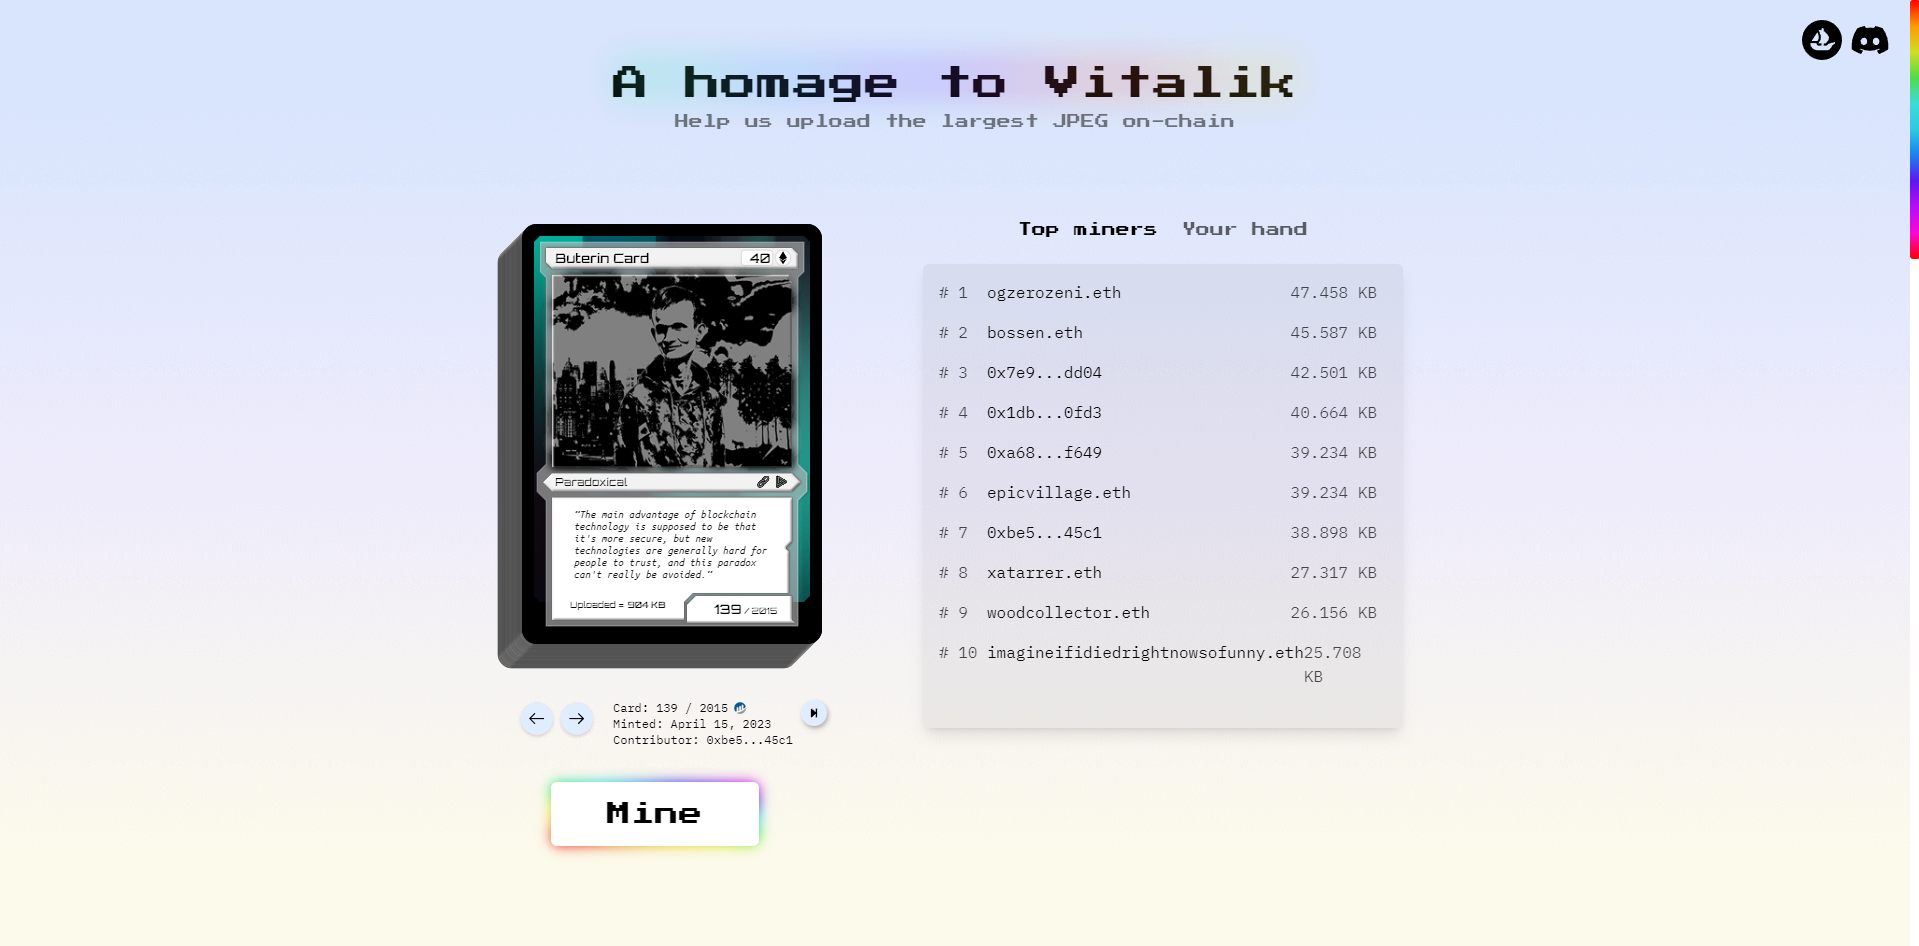 A homage to Vitalik
Help us upload the largest JPEG on-chain
Buterin Card 40
Paradoxical
"The main advantage of blockchain
technology is supposed to be that
it's more secure, but new
technologies are generally hard for
people to trust, and this paradox
can't really be avoided."
Uploaded = 904 KB
139 / 2015
Card: 139 / 2015
Minted: April 15, 2023
Contributor: 0xbe5...45c1
Mine
Top miners Your hand
# 1 ogzerozeni.eth 47.458 KB
# 2 bossen.eth 45.587 KB
# 3 0x7e9...dd04 42.501 KB
# 4 0x1db...0fd3 40.664 KB
# 5 0xa68...f649 39.234 KB
# 6 epicvillage.eth 39.234 KB
# 7 0xbe5...45c1 38.898 KB
# 8 xatarrer.eth 27.317 KB
# 9 woodcollector.eth 26.156 KB
# 10 imagineifidiedrightnowsofunny.eth25.708
KB